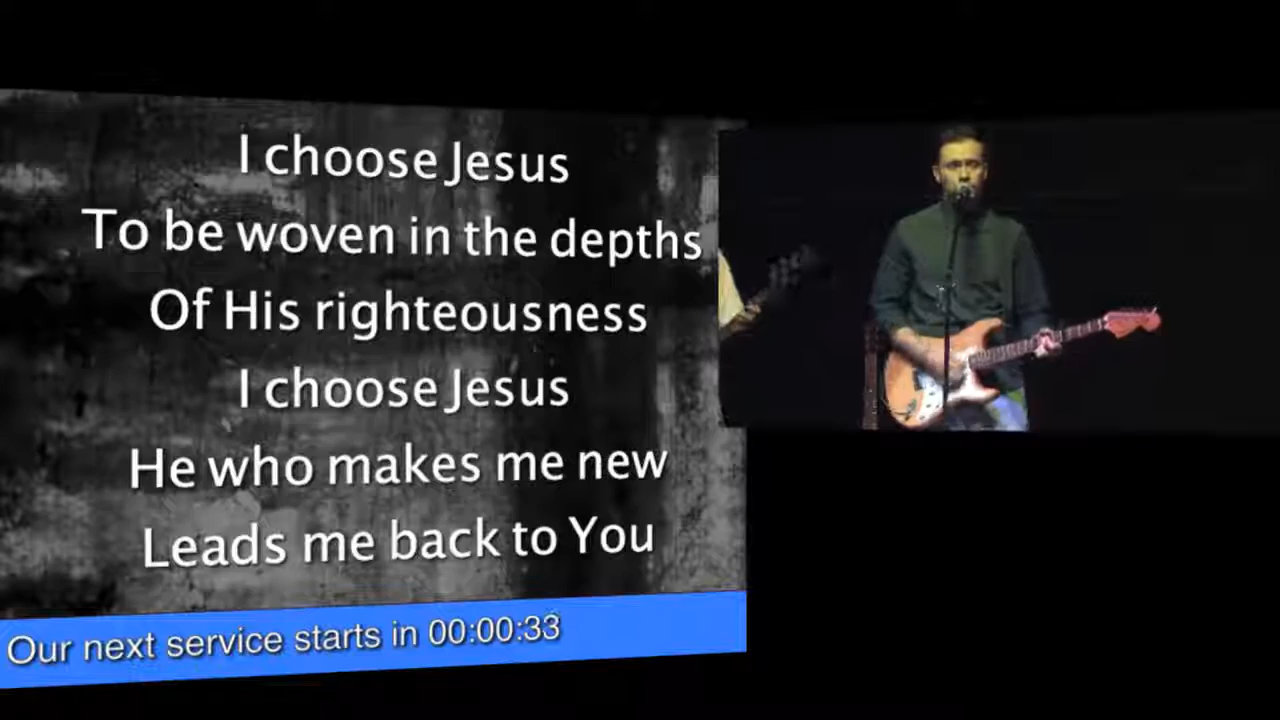 I choose Jesus
To be woven in the depths
Of His righteousness
I choose Jesus
He who makes me new
Leads me back to You
Our next service starts in 00:00:33